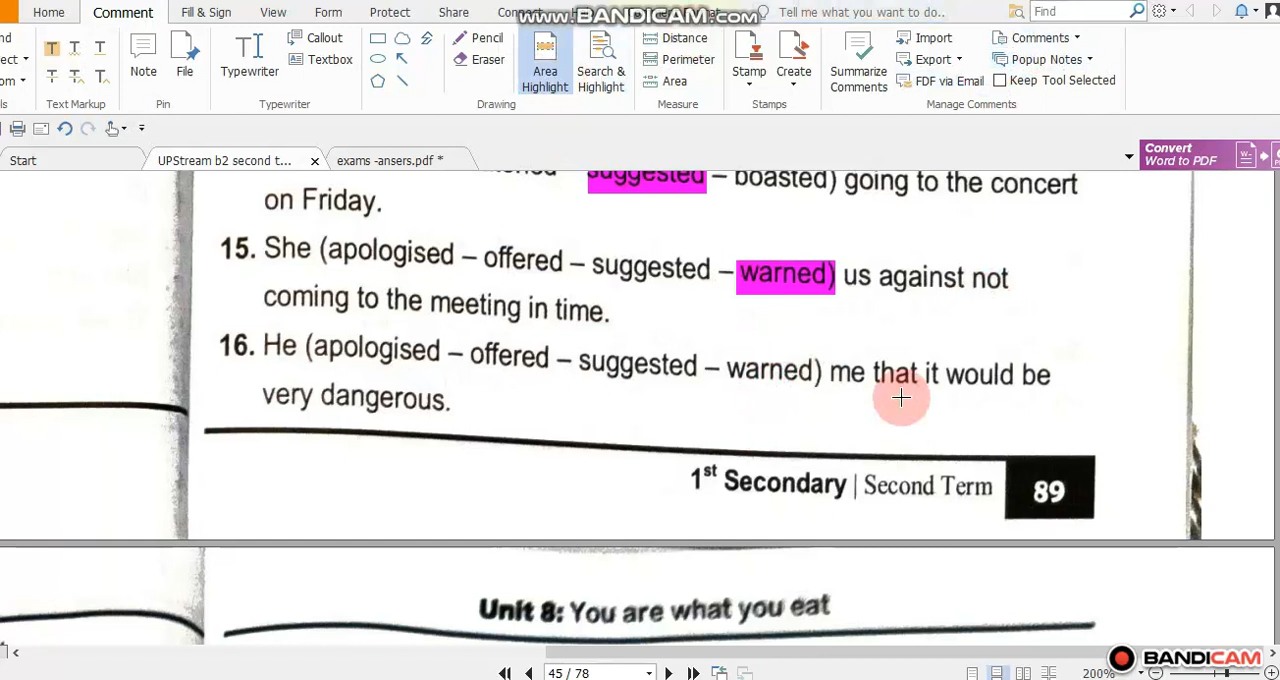 Home Comment Fill & Sign View Form Protect Share Connect Help Tell me what you want to do.. Find
www.BANDICAM.com
Callout Pencil Distance Import Comments
Note File Typewriter Textbox Eraser Area Highlight Search & Highlight Perimeter Stamp Create Summarize Comments Export Popup Notes
Area FDF via Email Keep Tool Selected
Text Markup Pin Typewriter Drawing Measure Stamps Manage Comments
Start UPStream b2 second t... exams -ansers.pdf * Convert Word to PDF
suggested – boasted) going to the concert
on Friday.
15. She (apologised – offered – suggested – warned) us against not
coming to the meeting in time.
16. He (apologised – offered – suggested – warned) me that it would be
very dangerous.
1st Secondary | Second Term 89
Unit 8: You are what you eat
BANDICAM
45 / 78 200%